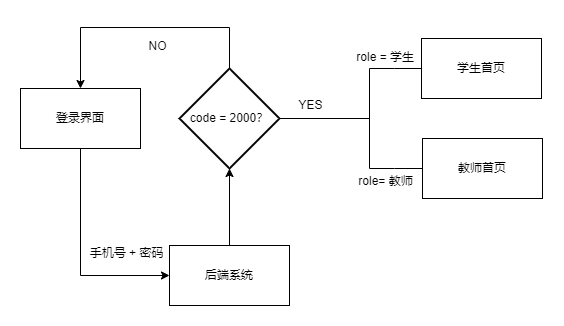 NO
role = 学生
学生首页
登录界面
code = 2000?
YES
教师首页
role= 教师
手机号 + 密码
后端系统